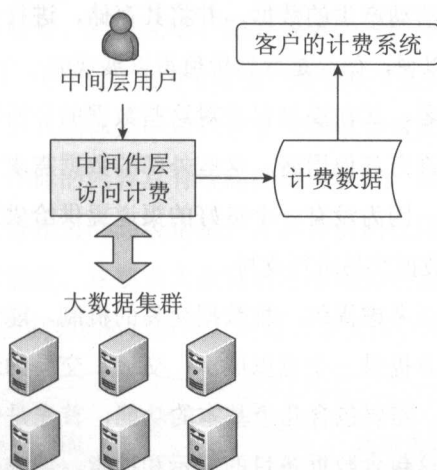 中间层用户
客户的计费系统
中间件层
访问计费
计费数据
大数据集群